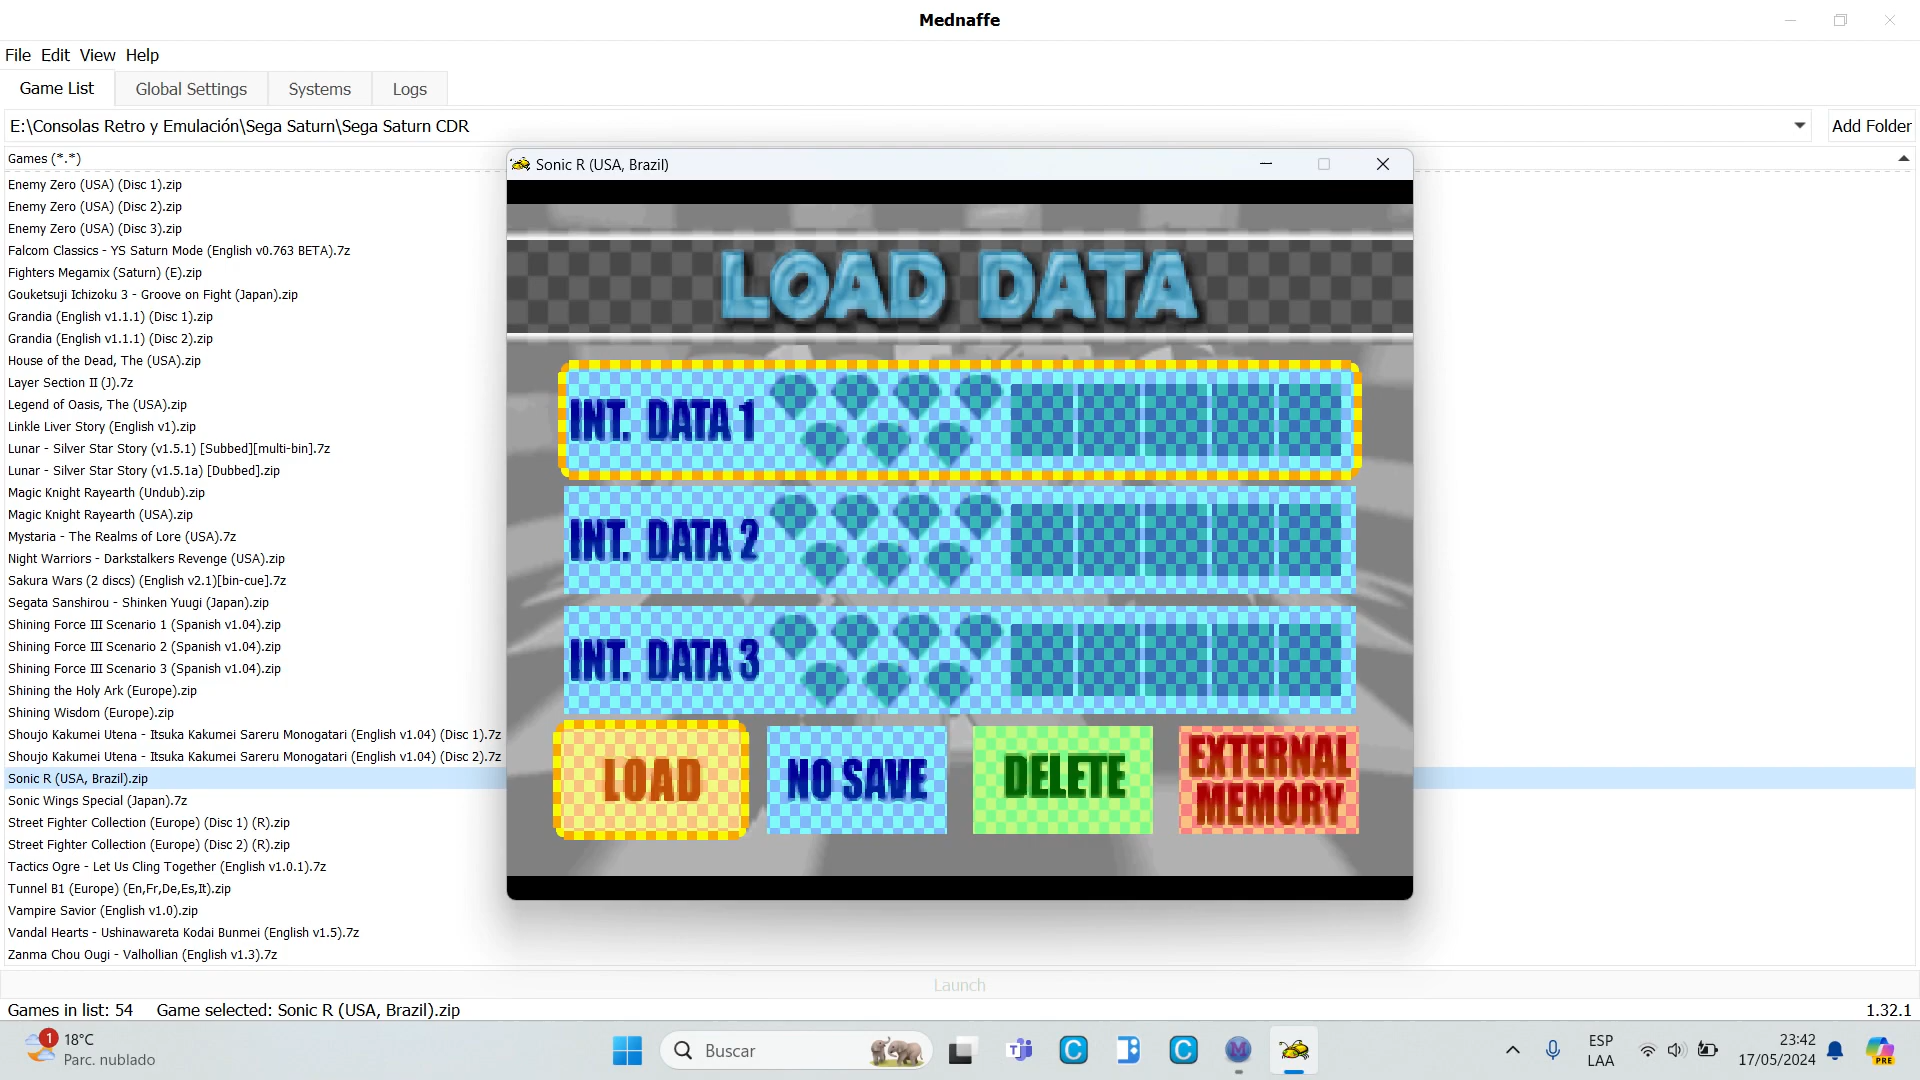 Mednaffe
File Edit View Help
Game List Global Settings Systems Logs
E:\Consolas Retro y Emulación\Sega Saturn\Sega Saturn CDR Add Folder
Games (*.*)
Enemy Zero (USA) (Disc 1).zip
Enemy Zero (USA) (Disc 2).zip
Enemy Zero (USA) (Disc 3).zip
Falcom Classics - YS Saturn Mode (English v0.763 BETA).7z
Fighters Megamix (Saturn) (E).zip
Gouketsuji Ichizoku 3 - Groove on Fight (Japan).zip
Grandia (English v1.1.1) (Disc 1).zip
Grandia (English v1.1.1) (Disc 2).zip
House of the Dead, The (USA).zip
Layer Section II (J).7z
Legend of Oasis, The (USA).zip
Linkle Liver Story (English v1).zip
Lunar - Silver Star Story (v1.5.1) [Subbed][multi-bin].7z
Lunar - Silver Star Story (v1.5.1a) [Dubbed].zip
Magic Knight Rayearth (Undub).zip
Magic Knight Rayearth (USA).zip
Mystaria - The Realms of Lore (USA).7z
Night Warriors - Darkstalkers Revenge (USA).zip
Sakura Wars (2 discs) (English v2.1)[bin-cue].7z
Segata Sanshirou - Shinken Yuugi (Japan).zip
Shining Force III Scenario 1 (Spanish v1.04).zip
Shining Force III Scenario 2 (Spanish v1.04).zip
Shining Force III Scenario 3 (Spanish v1.04).zip
Shining the Holy Ark (Europe).zip
Shining Wisdom (Europe).zip
Shoujo Kakumei Utena - Itsuka Kakumei Sareru Monogatari (English v1.04) (Disc 1).7z
Shoujo Kakumei Utena - Itsuka Kakumei Sareru Monogatari (English v1.04) (Disc 2).7z
Sonic R (USA, Brazil).zip
Sonic Wings Special (Japan).7z
Street Fighter Collection (Europe) (Disc 1) (R).zip
Street Fighter Collection (Europe) (Disc 2) (R).zip
Tactics Ogre - Let Us Cling Together (English v1.0.1).7z
Tunnel B1 (Europe) (En,Fr,De,Es,It).zip
Vampire Savior (English v1.0).zip
Vandal Hearts - Ushinawareta Kodai Bunmei (English v1.5).7z
Zanma Chou Ougi - Valhollian (English v1.3).7z
Sonic R (USA, Brazil)
LOAD DATA
INT. DATA 1
INT. DATA 2
INT. DATA 3
LOAD NO SAVE DELETE EXTERNAL
MEMORY
Launch
Games in list: 54 Game selected: Sonic R (USA, Brazil).zip 1.32.1
1 18°C
Parc. nublado
Buscar
ESP
LAA
23:42
17/05/2024
PRE